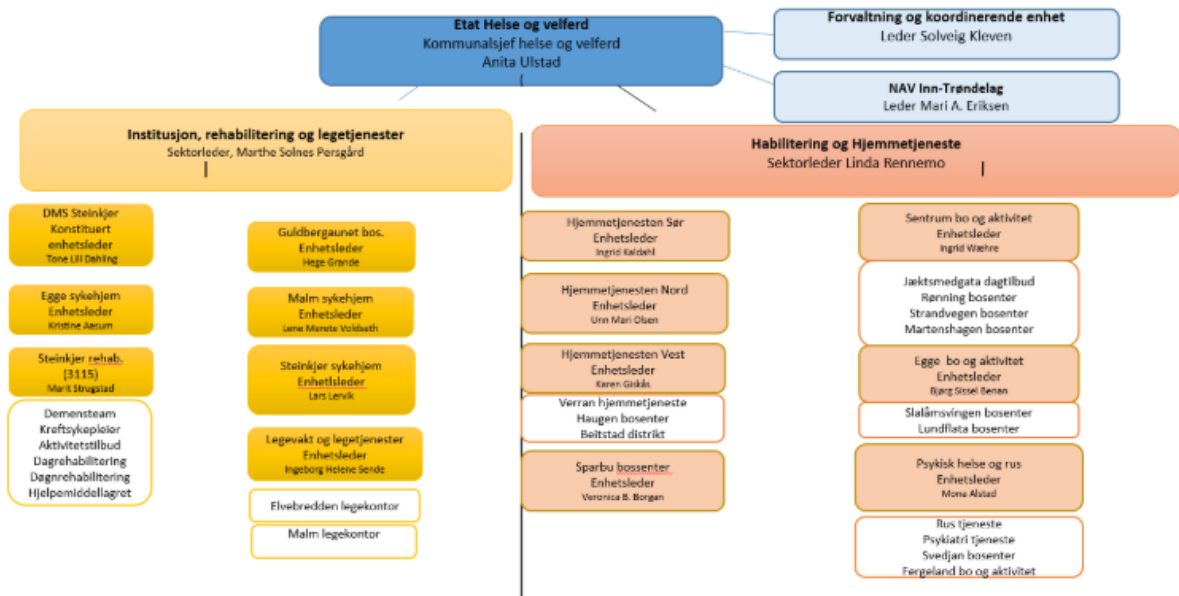 Etat Helse og velferd
Kommunalsjef helse og velferd
Anita Ulstad
Forvaltning og koordinerende enhet
Leder Solveig Kleven
NAV Inn-Trøndelag
Leder Mari A. Eriksen
Institusjon, rehabilitering og legetjenester
Sektorleder, Marthe Solnes Persgård
DMS Steinkjer
Konstituert
enhetsleder
Tone Lill Dahling
Egge sykehjem
Enhetsleder
Kristine Aasum
Steinkjer rehab.
(3115)
Marit Strugstad
Demensteam
Kreftsykepleier
Aktivitetstilbud
Dagrehabilitering
Døgnrehabilitering
Hjelpemiddellagret
Guldbergaunet bos.
Enhetsleder
Hege Grande
Malm sykehjem
Enhetsleder
Lene Merete Voldseth
Steinkjer sykehjem
Enhetlsleder
Lars Lervik
Legevakt og legetjenester
Enhetsleder
Ingeborg Helene Sende
Elvebredden legekontor
Malm legekontor
Habilitering og Hjemmetjeneste
Sektorleder Linda Rennemo
Hjemmetjenesten Sør
Enhetsleder
Ingrid Kaldahl
Hjemmetjenesten Nord
Enhetsleder
Unn Mari Olsen
Hjemmetjenesten Vest
Enhetsleder
Karen Giskås
Verran hjemmetjeneste
Haugen bosenter
Beitstad distrikt
Sparbu bossenter
Enhetsleder
Veronica B. Borgan
Sentrum bo og aktivitet
Enhetsleder
Ingrid Wæhre
Jæktsmedgata dagtilbud
Rønning bosenter
Strandvegen bosenter
Martenshagen bosenter
Egge bo og aktivitet
Enhetsleder
Bjørg Sissel Benan
Slalåmsvingen bosenter
Lundflata bosenter
Psykisk helse og rus
Enhetsleder
Mona Alstad
Rus tjeneste
Psykiatri tjeneste
Svedjan bosenter
Fergeland bo og aktivitet